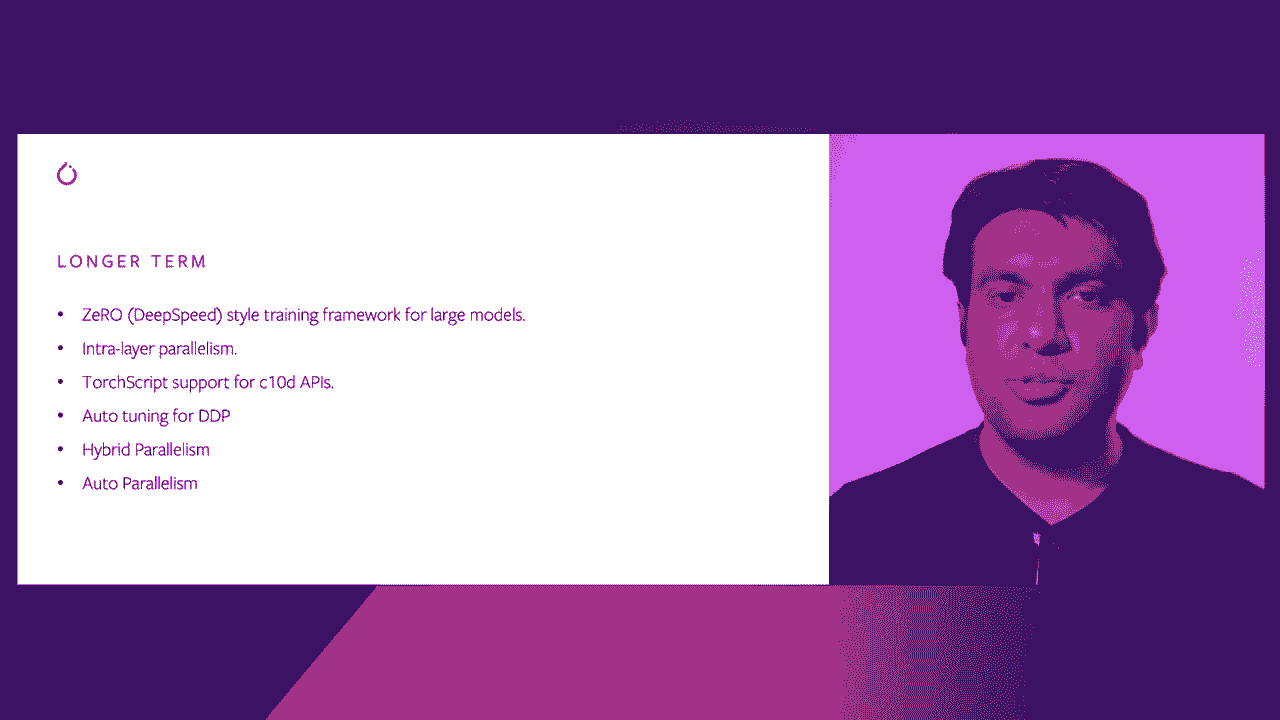 LONGER TERM
• ZeRO (DeepSpeed) style training framework for large models.
• Intra-layer parallelism.
• TorchScript support for c10d APIs.
• Auto tuning for DDP
• Hybrid Parallelism
• Auto Parallelism